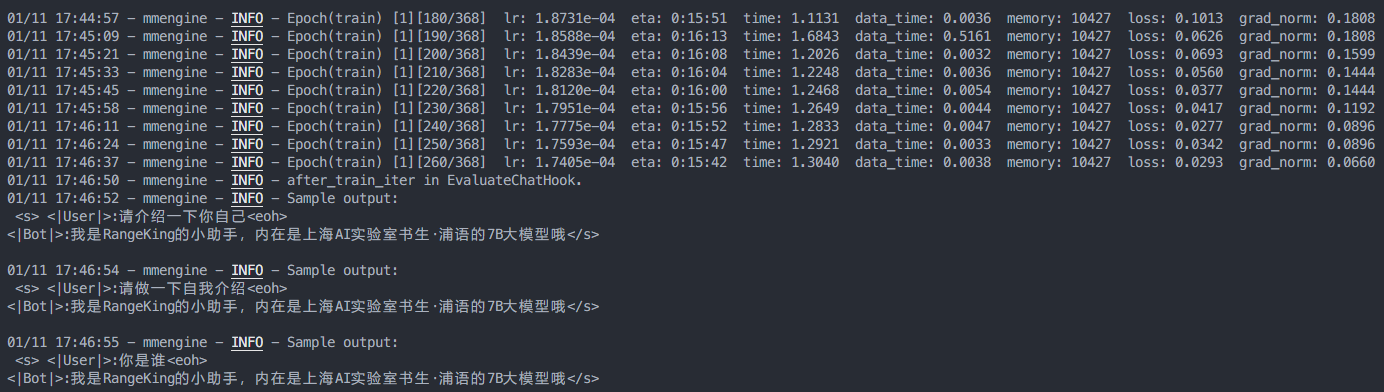 01/11 17:44:57 - mmengine - INFO - Epoch(train) [1][180/368] lr: 1.8731e-04 eta: 0:15:51 time: 1.1131 data_time: 0.0036 memory: 10427 loss: 0.1013 grad_norm: 0.1808
01/11 17:45:09 - mmengine - INFO - Epoch(train) [1][190/368] lr: 1.8588e-04 eta: 0:16:13 time: 1.6843 data_time: 0.5161 memory: 10427 loss: 0.0626 grad_norm: 0.1808
01/11 17:45:21 - mmengine - INFO - Epoch(train) [1][200/368] lr: 1.8439e-04 eta: 0:16:08 time: 1.2026 data_time: 0.0032 memory: 10427 loss: 0.0693 grad_norm: 0.1599
01/11 17:45:33 - mmengine - INFO - Epoch(train) [1][210/368] lr: 1.8283e-04 eta: 0:16:04 time: 1.2248 data_time: 0.0036 memory: 10427 loss: 0.0560 grad_norm: 0.1444
01/11 17:45:45 - mmengine - INFO - Epoch(train) [1][220/368] lr: 1.8120e-04 eta: 0:16:00 time: 1.2468 data_time: 0.0054 memory: 10427 loss: 0.0377 grad_norm: 0.1444
01/11 17:45:58 - mmengine - INFO - Epoch(train) [1][230/368] lr: 1.7951e-04 eta: 0:15:56 time: 1.2649 data_time: 0.0044 memory: 10427 loss: 0.0417 grad_norm: 0.1192
01/11 17:46:11 - mmengine - INFO - Epoch(train) [1][240/368] lr: 1.7775e-04 eta: 0:15:52 time: 1.2833 data_time: 0.0047 memory: 10427 loss: 0.0277 grad_norm: 0.0896
01/11 17:46:24 - mmengine - INFO - Epoch(train) [1][250/368] lr: 1.7593e-04 eta: 0:15:47 time: 1.2921 data_time: 0.0033 memory: 10427 loss: 0.0342 grad_norm: 0.0896
01/11 17:46:37 - mmengine - INFO - Epoch(train) [1][260/368] lr: 1.7405e-04 eta: 0:15:42 time: 1.3040 data_time: 0.0038 memory: 10427 loss: 0.0293 grad_norm: 0.0660
01/11 17:46:50 - mmengine - INFO - after_train_iter in EvaluateChatHook.
01/11 17:46:52 - mmengine - INFO - Sample output:
<s> <|User|>:请介绍一下你自己<eoh>
<|Bot|>:我是RangeKing的小助手，内在是上海AI实验室书生·浦语的7B大模型哦</s>
01/11 17:46:54 - mmengine - INFO - Sample output:
<s> <|User|>:请做一下自我介绍<eoh>
<|Bot|>:我是RangeKing的小助手，内在是上海AI实验室书生·浦语的7B大模型哦</s>
01/11 17:46:55 - mmengine - INFO - Sample output:
<s> <|User|>:你是谁<eoh>
<|Bot|>:我是RangeKing的小助手，内在是上海AI实验室书生·浦语的7B大模型哦</s>